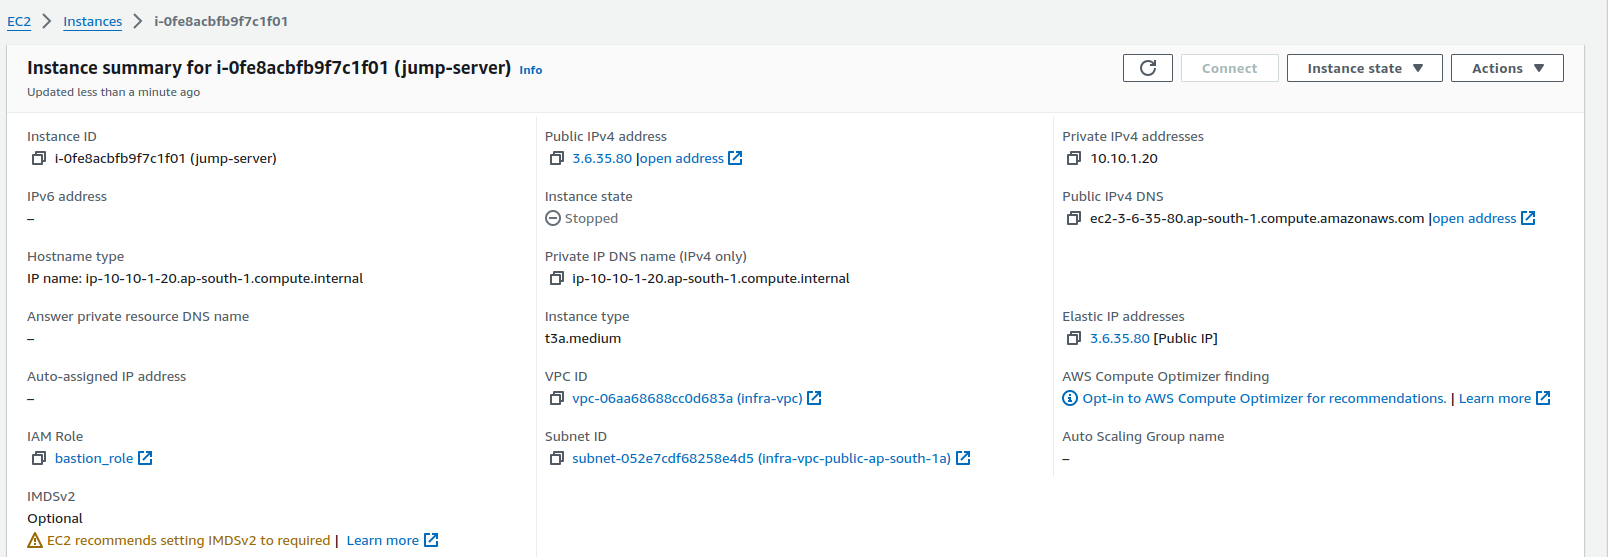 EC2 > Instances > i-0fe8acbfb9f7c1f01
Instance summary for i-0fe8acbfb9f7c1f01 (jump-server) Info
Updated less than a minute ago
Connect
Instance state
Actions
Instance ID
i-0fe8acbfb9f7c1f01 (jump-server)
Public IPv4 address
3.6.35.80 |open address
Private IPv4 addresses
10.10.1.20
IPv6 address
–
Instance state
Stopped
Public IPv4 DNS
ec2-3-6-35-80.ap-south-1.compute.amazonaws.com |open address
Hostname type
IP name: ip-10-10-1-20.ap-south-1.compute.internal
Private IP DNS name (IPv4 only)
ip-10-10-1-20.ap-south-1.compute.internal
Answer private resource DNS name
–
Instance type
t3a.medium
Elastic IP addresses
3.6.35.80 [Public IP]
Auto-assigned IP address
–
VPC ID
vpc-06aa68688cc0d683a (infra-vpc)
AWS Compute Optimizer finding
Opt-in to AWS Compute Optimizer for recommendations. | Learn more
IAM Role
bastion_role
Subnet ID
subnet-052e7cdf68258e4d5 (infra-vpc-public-ap-south-1a)
Auto Scaling Group name
–
IMDSv2
Optional
EC2 recommends setting IMDSv2 to required | Learn more